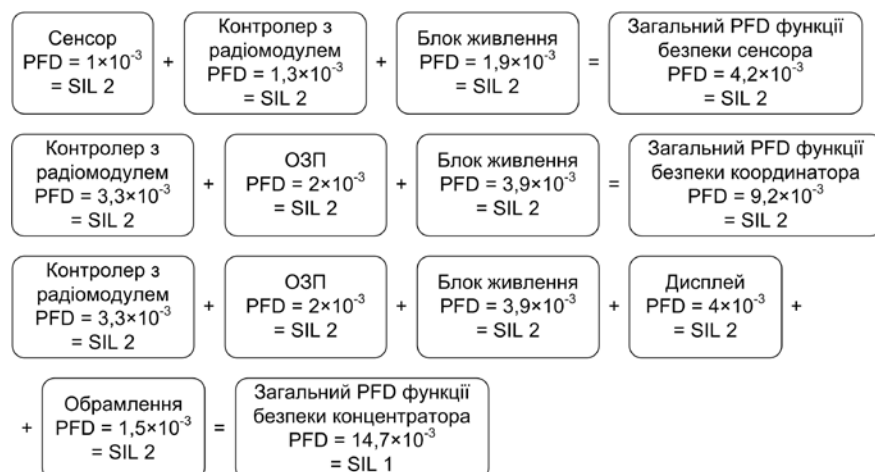 Сенсор
PFD = 1×10⁻³
= SIL 2
+
Контролер з
радіомодулем
PFD = 1,3×10⁻³
= SIL 2
+
Блок живлення
PFD = 1,9×10⁻³
= SIL 2
=
Загальний PFD функції
безпеки сенсора
PFD = 4,2×10⁻³
= SIL 2
Контролер з
радіомодулем
PFD = 3,3×10⁻³
= SIL 2
+
ОЗП
PFD = 2×10⁻³
= SIL 2
+
Блок живлення
PFD = 3,9×10⁻³
= SIL 2
=
Загальний PFD функції
безпеки координатора
PFD = 9,2×10⁻³
= SIL 2
Контролер з
радіомодулем
PFD = 3,3×10⁻³
= SIL 2
+
ОЗП
PFD = 2×10⁻³
= SIL 2
+
Блок живлення
PFD = 3,9×10⁻³
= SIL 2
+
Дисплей
PFD = 4×10⁻³
= SIL 2
+
+
Обрамлення
PFD = 1,5×10⁻³
= SIL 2
=
Загальний PFD функції
безпеки концентратора
PFD = 14,7×10⁻³
= SIL 1